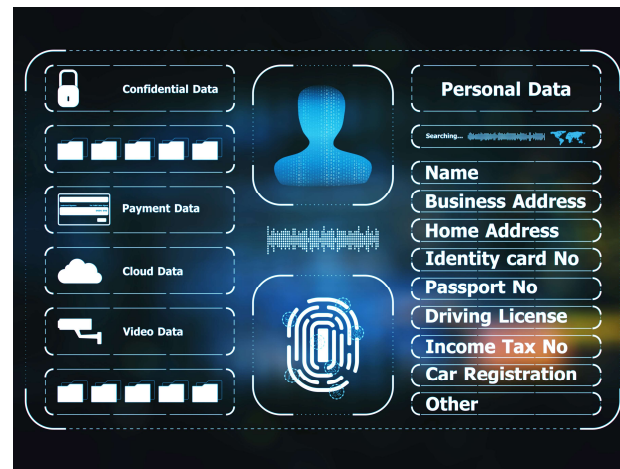 Confidential Data
Payment Data
Cloud Data
Video Data
Personal Data
Searching...
Name
Business Address
Home Address
Identity card No
Passport No
Driving License
Income Tax No
Car Registration
Other